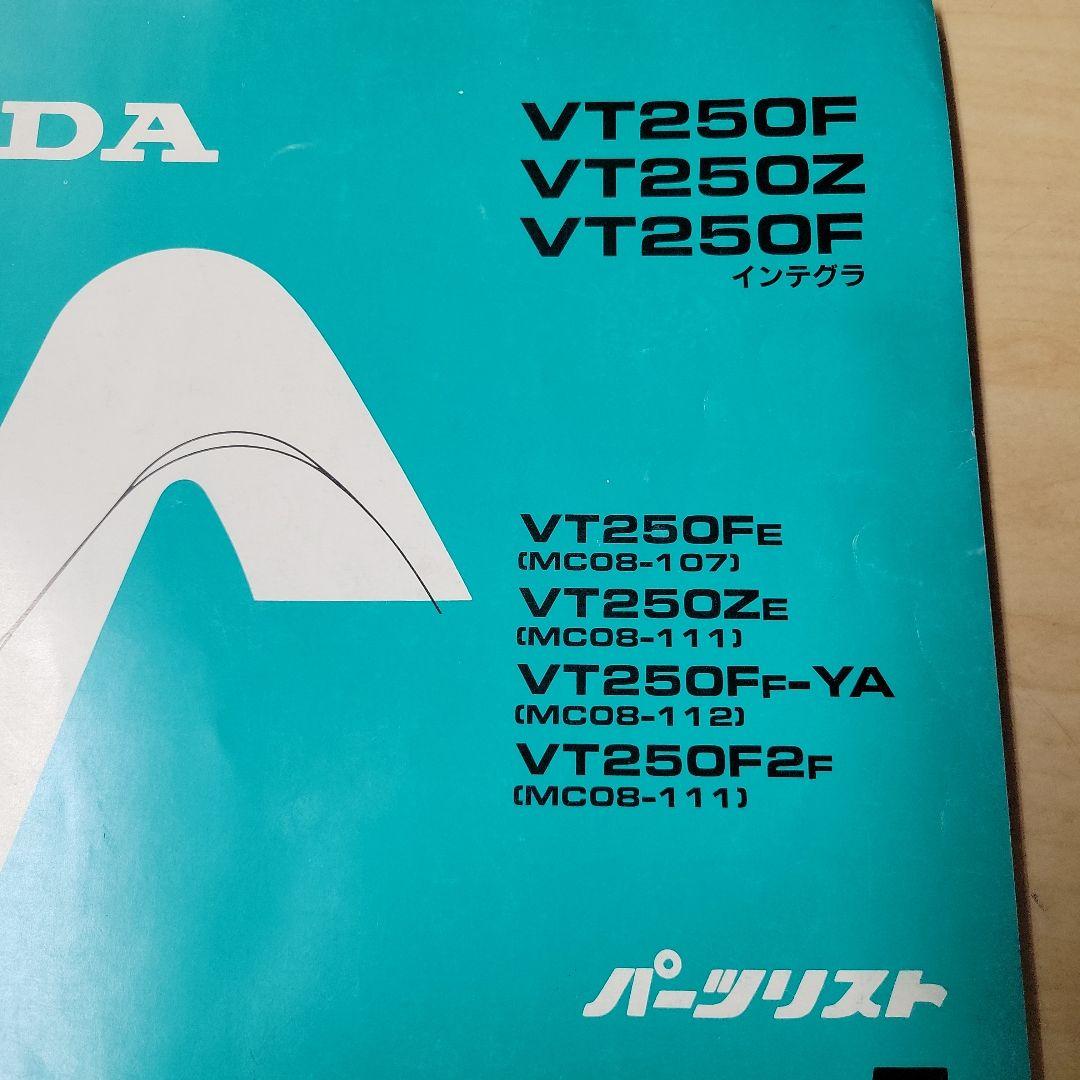 DA
VT250F
VT250Z
VT250F
インテグラ
VT250FE
(MC08-107)
VT250ZE
(MC08-111)
VT250FF-YA
(MC08-112)
VT250F2F
(MC08-111)
パーツリスト